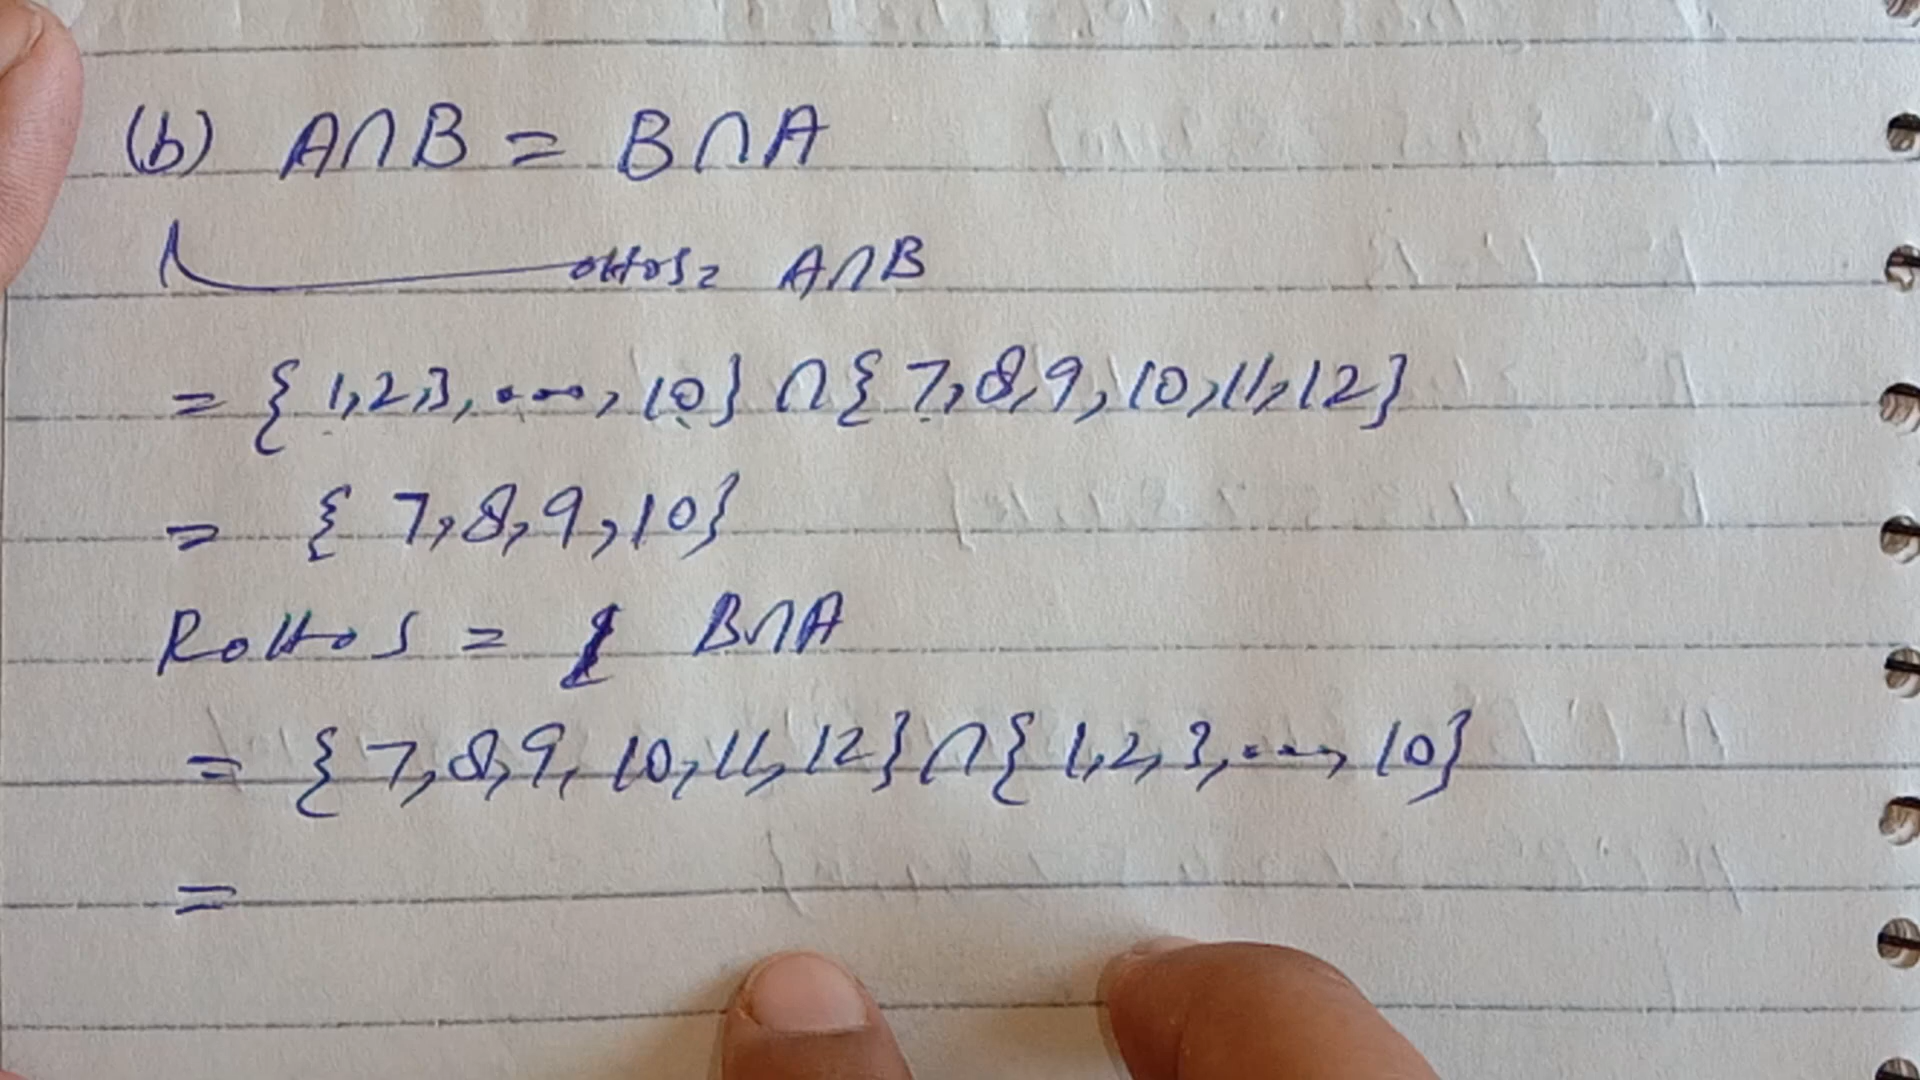 (b) A∩B = B∩A
L OHOS = A∩B
= { 1,2,3, ...., 10} ∩ { 7,8,9,10,11,12}
= { 7,8,9,10}
R o H o S = B∩A
= { 7,8,9,10,11,12} ∩ { 1,2,3,...., 10}
=